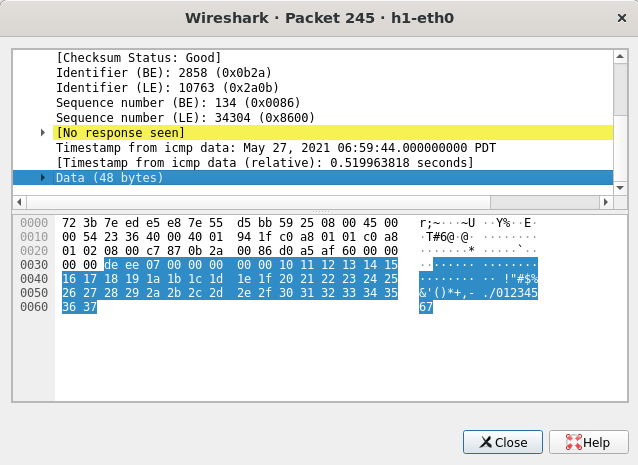 Wireshark · Packet 245 · h1-eth0
[Checksum Status: Good]
Identifier (BE): 2858 (0x0b2a)
Identifier (LE): 10763 (0x2a0b)
Sequence number (BE): 134 (0x0086)
Sequence number (LE): 34304 (0x8600)
[No response seen]
Timestamp from icmp data: May 27, 2021 06:59:44.000000000 PDT
[Timestamp from icmp data (relative): 0.519963818 seconds]
Data (48 bytes)
0000 72 3b 7e ed e5 e8 7e 55 d5 bb 59 25 08 00 45 00 r;~···~U ··Y%··E·
0010 00 54 23 36 40 00 40 01 94 1f c0 a8 01 01 c0 a8 ·T#6@·@· ········
0020 01 02 08 00 c7 87 0b 2a 00 86 d0 a5 af 60 00 00 ·······* ·····`··
0030 00 00 de ee 07 00 00 00 00 00 10 11 12 13 14 15 ········ ········
0040 16 17 18 19 1a 1b 1c 1d 1e 1f 20 21 22 23 24 25 ········ ·· !"#$%
0050 26 27 28 29 2a 2b 2c 2d 2e 2f 30 31 32 33 34 35 &'()*+,- ./012345
0060 36 37 67
Close Help